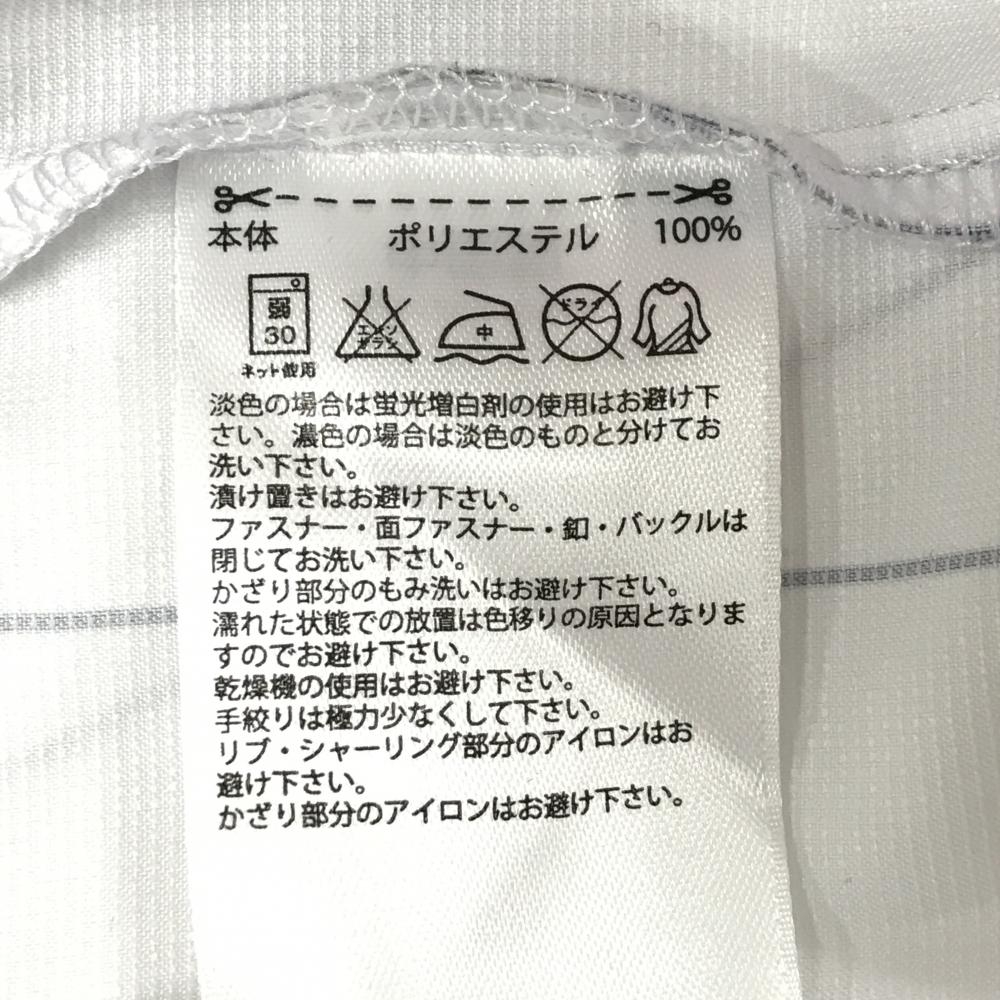 本体 ポリエステル 100%
弱 30
エンソ サラシ
中
ドライ
ネット使用
淡色の場合は蛍光増白剤の使用はお避け下
さい。濃色の場合は淡色のものと分けてお
洗い下さい。
漬け置きはお避け下さい。
ファスナー・面ファスナー・釦・バックルは
閉じてお洗い下さい。
かざり部分のもみ洗いはお避け下さい。
濡れた状態での放置は色移りの原因となりま
すのでお避け下さい。
乾燥機の使用はお避け下さい。
手絞りは極力少なくして下さい。
リブ・シャーリング部分のアイロンはお
避け下さい。
かざり部分のアイロンはお避け下さい。